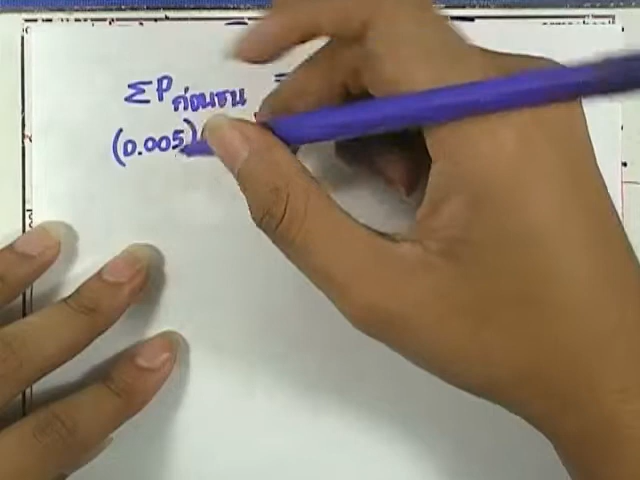 ΣP ก่อนชน =
(0.005)(